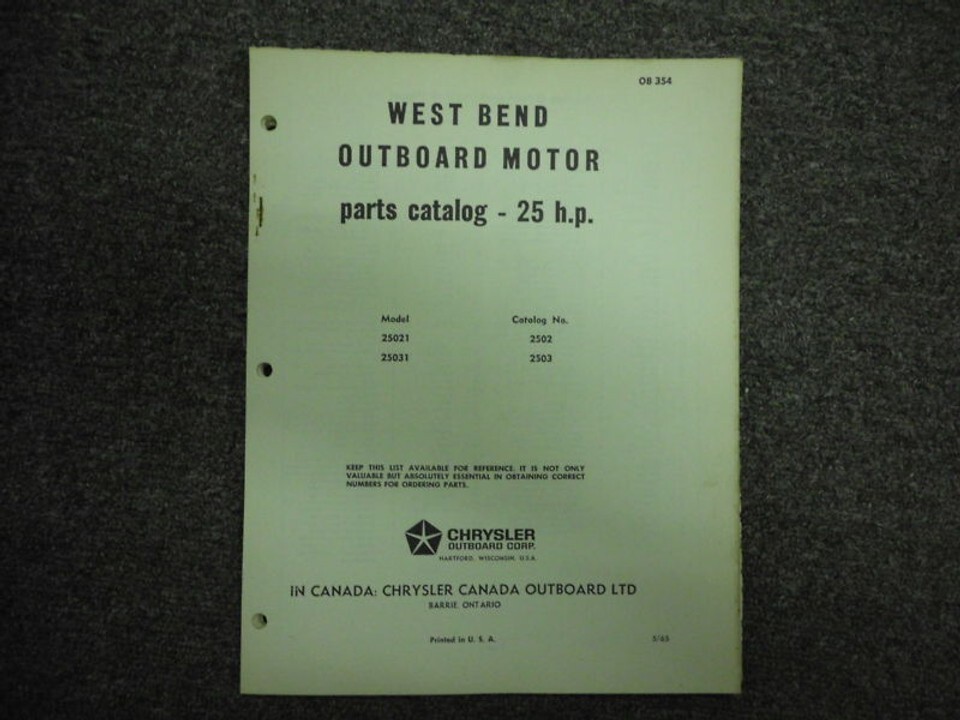 OB 354
WEST BEND
OUTBOARD MOTOR
parts catalog - 25 h.p.
Model Catalog No.
25021 2502
25031 2503
KEEP THIS LIST AVAILABLE FOR REFERENCE. IT IS NOT ONLY
VALUABLE BUT ABSOLUTELY ESSENTIAL IN OBTAINING CORRECT
NUMBERS FOR ORDERING PARTS.
CHRYSLER
OUTBOARD CORP.
HARTFORD, WISCONSIN, U.S.A.
IN CANADA: CHRYSLER CANADA OUTBOARD LTD
BARRIE, ONTARIO
Printed in U. S. A. 5/65